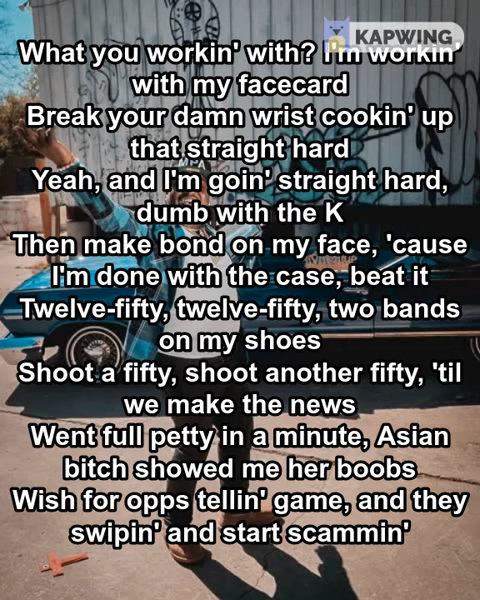 KAPWING
What you workin' with? I'm workin'
with my facecard
Break your damn wrist cookin' up
that straight hard
Yeah, and I'm goin' straight hard,
dumb with the K
Then make bond on my face, 'cause
I'm done with the case, beat it
Twelve-fifty, twelve-fifty, two bands
on my shoes
Shoot a fifty, shoot another fifty, 'til
we make the news
Went full petty in a minute, Asian
bitch showed me her boobs
Wish for opps tellin' game, and they
swipin' and start scammin'